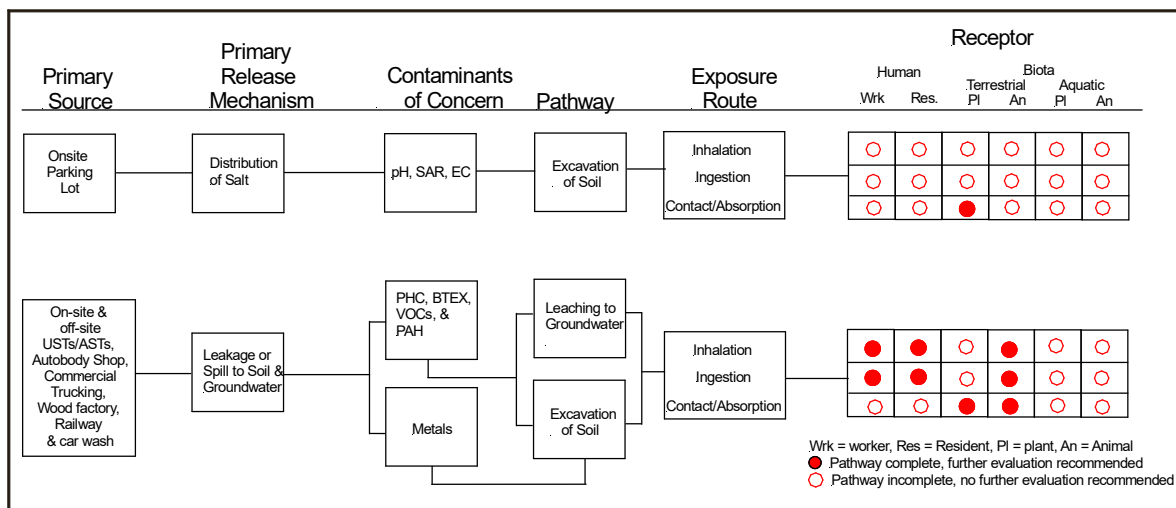 Receptor
Primary
Release
Mechanism
Primary
Source
Contaminants
of Concern
Pathway
Exposure
Route
Human
Biota
Terrestrial
Aquatic
Wrk
Res.
Pl
An
Pl
An
Onsite
Parking
Lot
Distribution
of Salt
pH, SAR, EC
Excavation
of Soil
Inhalation
Ingestion
Contact/Absorption
On-site &
off-site
USTs/ASTs,
Autobody Shop,
Commercial
Trucking,
Wood factory,
Railway
& car wash
Leakage or
Spill to Soil &
Groundwater
PHC, BTEX,
VOCs, &
PAH
Metals
Leaching to
Groundwater
Excavation
of Soil
Inhalation
Ingestion
Contact/Absorption
Wrk = worker, Res = Resident, Pl = plant, An = Animal
Pathway complete, further evaluation recommended
Pathway incomplete, no further evaluation recommended